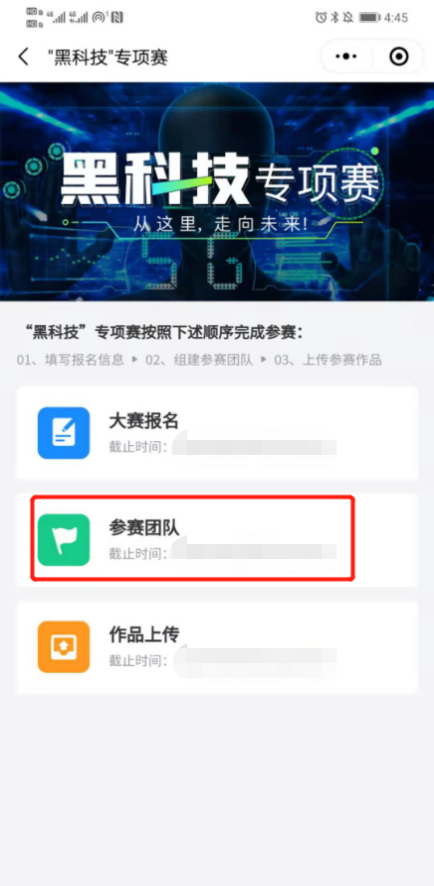 4:45
"黑科技"专项赛
黑科技专项赛
从这里,走向未来!
“黑科技”专项赛按照下述顺序完成参赛：
01、填写报名信息 ▸ 02、组建参赛团队 ▸ 03、上传参赛作品
大赛报名
截止时间：
参赛团队
截止时间：
作品上传
截止时间：